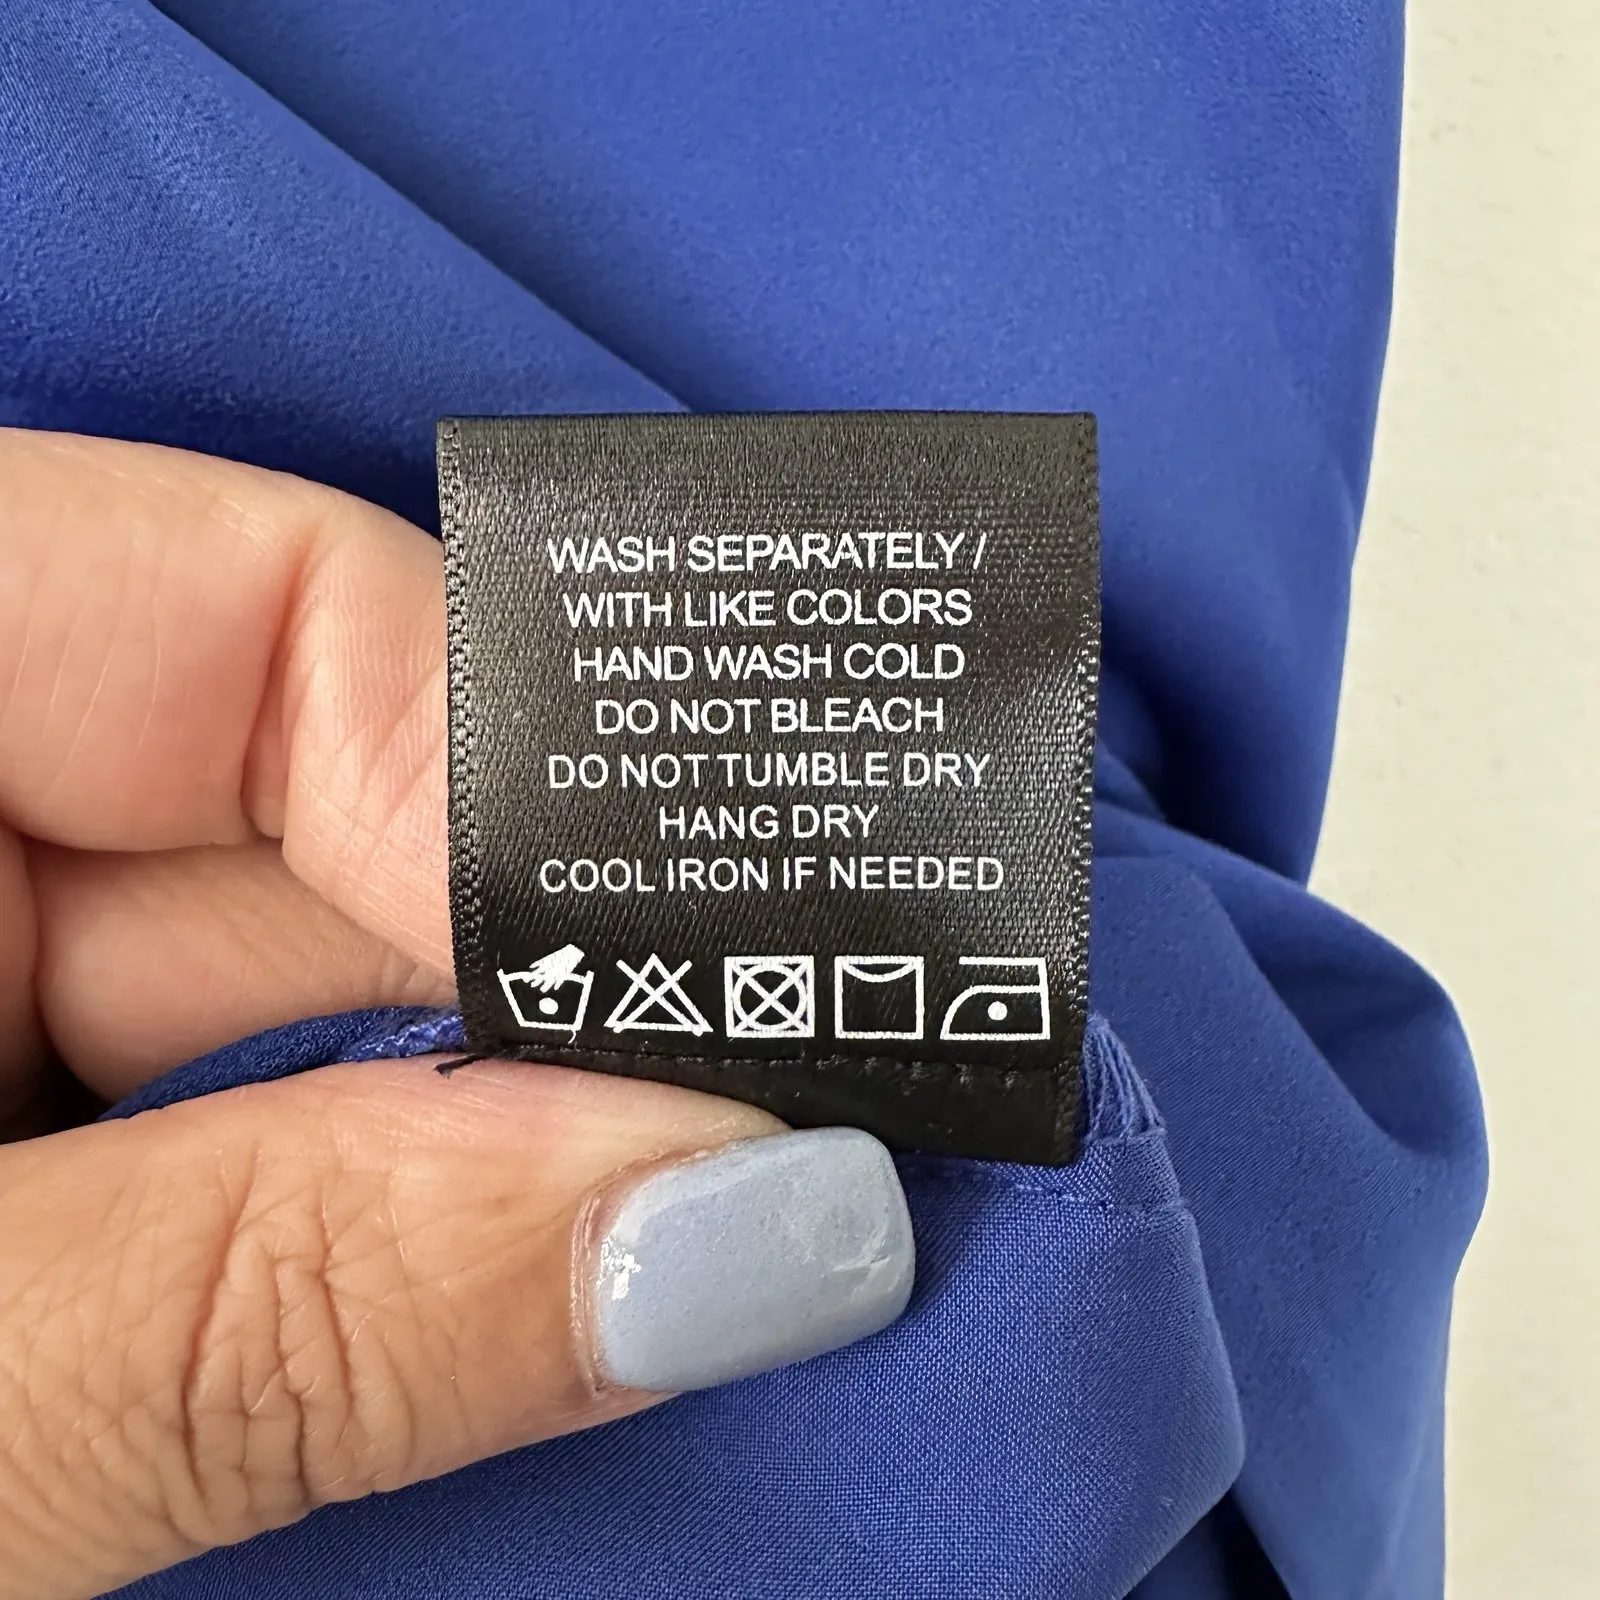 WASH SEPARATELY /
WITH LIKE COLORS
HAND WASH COLD
DO NOT BLEACH
DO NOT TUMBLE DRY
HANG DRY
COOL IRON IF NEEDED